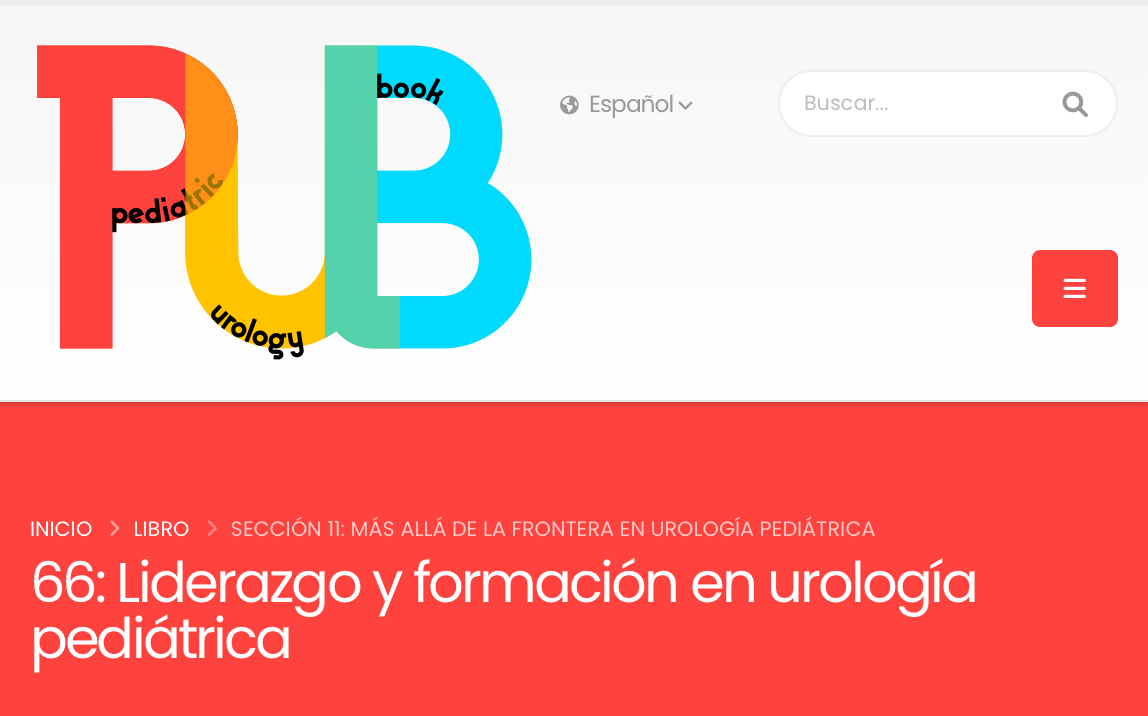 pediatric
urology
book
Español
Buscar...
INICIO
LIBRO
SECCIÓN 11: MÁS ALLÁ DE LA FRONTERA EN UROLOGÍA PEDIÁTRICA
66: Liderazgo y formación en urología
pediátrica